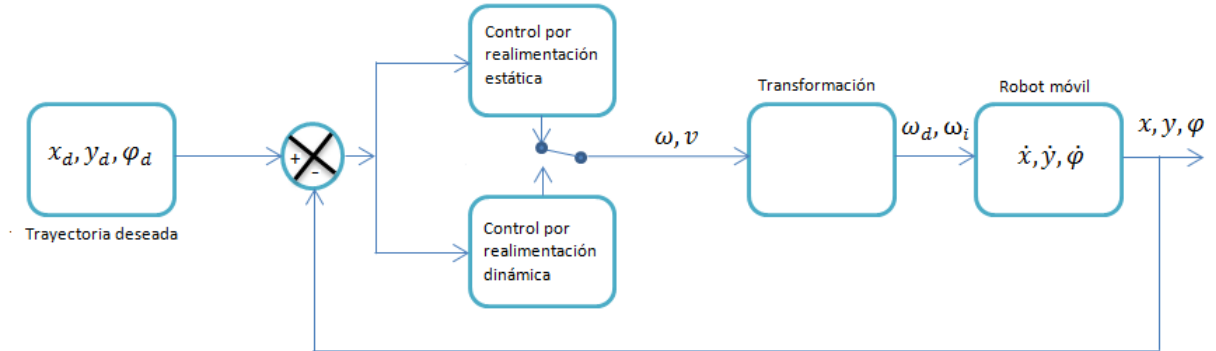 Control por
realimentación
estática
Transformación
Robot móvil
x_d, y_d, φ_d
+
-
ω, v
ω_d, ω_i
ẋ, ẏ, φ̇
x, y, φ
Trayectoria deseada
Control por
realimentación
dinámica